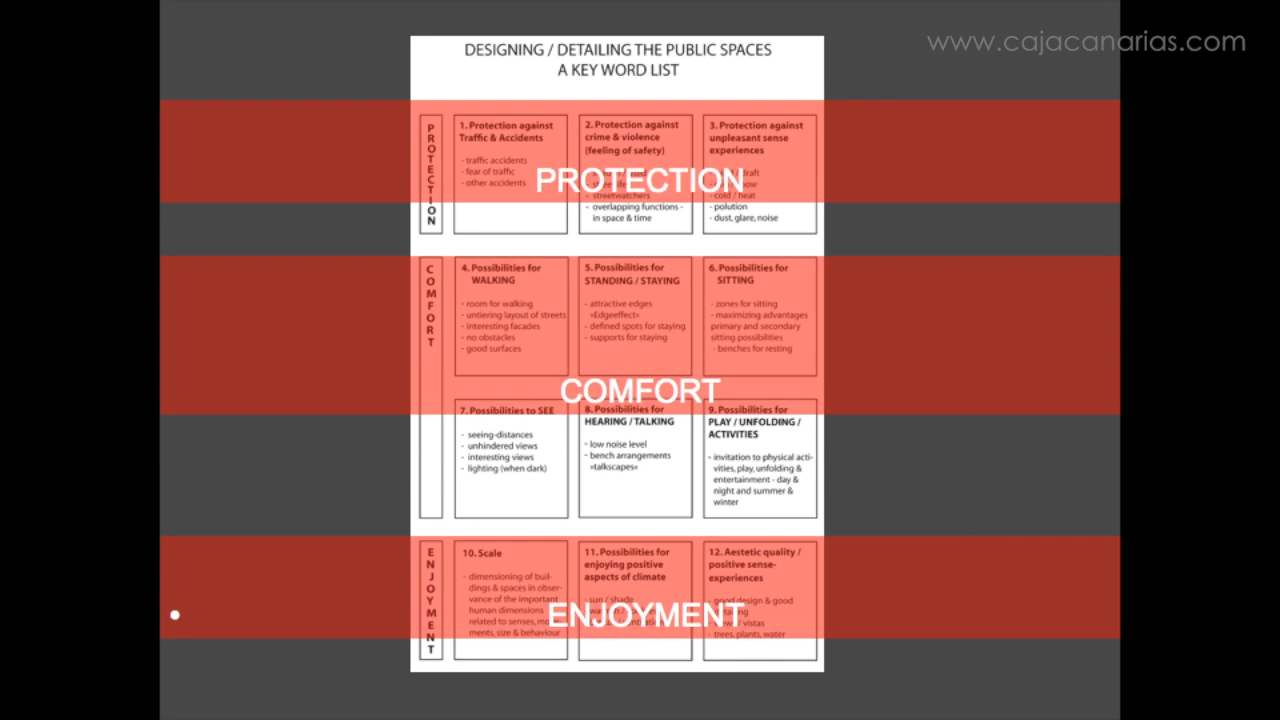 www.cajacanarias.com
DESIGNING / DETAILING THE PUBLIC SPACES
A KEY WORD LIST
PROTECTION
1. Protection against
Traffic & Accidents
- traffic accidents
- fear of traffic
- other accidents
2. Protection against
crime & violence
(feeling of safety)
- streetwatchers
- overlapping functions -
in space & time
3. Protection against
unpleasant sense
experiences
/ draft
- cold / heat
- polution
- dust, glare, noise
PROTECTION
COMFORT
4. Possibilities for
WALKING
- room for walking
- untiering layout of streets
- interesting facades
- no obstacles
- good surfaces
5. Possibilities for
STANDING / STAYING
- attractive edges
»Edgeeffect«
- defined spots for staying
- supports for staying
6. Possibilities for
SITTING
- zones for sitting
- maximizing advantages
primary and secondary
sitting possibilities
- benches for resting
COMFORT
7. Possibilities to SEE
- seeing-distances
- unhindered views
- interesting views
- lighting (when dark)
8. Possibilities for
HEARING / TALKING
- low noise level
- bench arrangements
»talkscapes«
9. Possibilities for
PLAY / UNFOLDING /
ACTIVITIES
- invitation to physical acti-
vities, play, unfolding &
entertainment - day &
night and summer &
winter
ENJOYMENT
10. Scale
- dimensioning of buil-
dings & spaces in obser-
vance of the important
human dimensions
related to senses, move-
ments, size & behaviour
11. Possibilities for
enjoying positive
aspects of climate
- sun / shade
12. Aestetic quality /
positive sense-
experiences
- good design & good
/ vistas
- trees, plants, water
ENJOYMENT